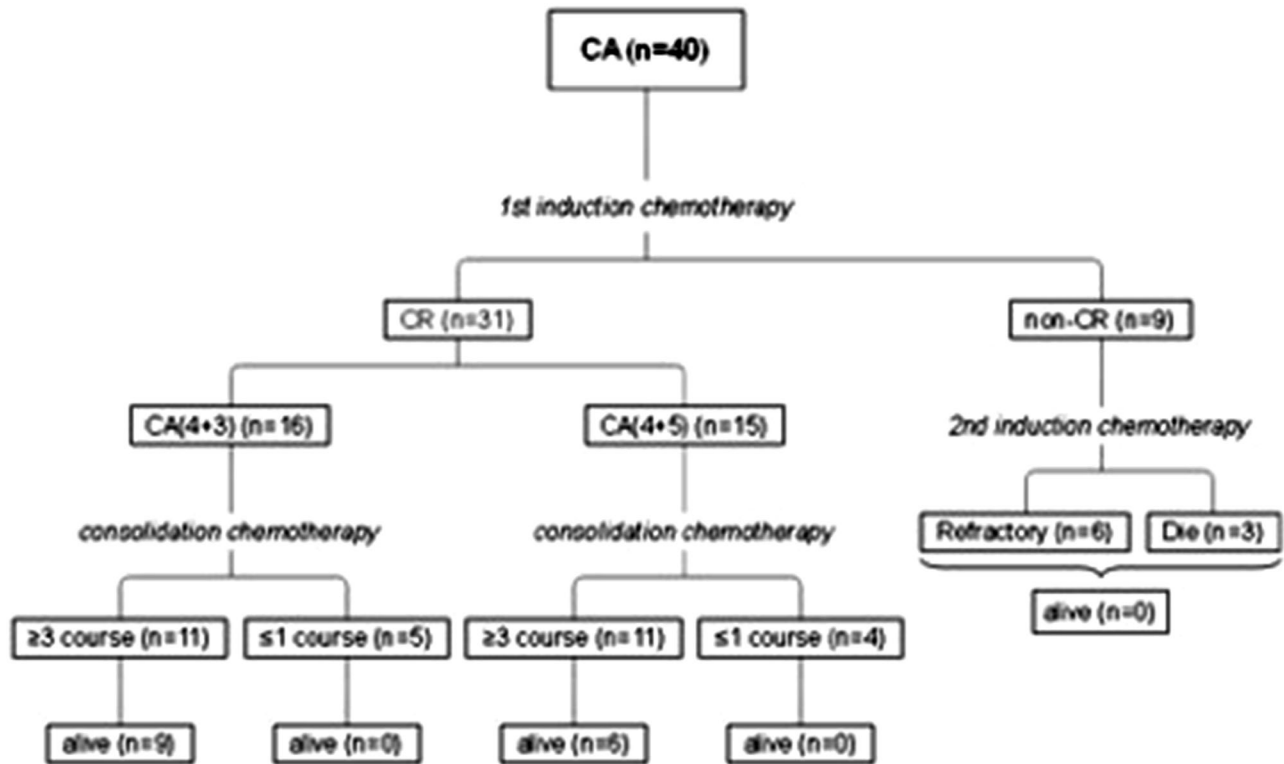 CA (n=40)
1st induction chemotherapy
CR (n=31)
non-CR (n=9)
CA(4+3) (n=16)
CA(4+5) (n=15)
2nd induction chemotherapy
consolidation chemotherapy
consolidation chemotherapy
Refractory (n=6)
Die (n=3)
alive (n=0)
≥3 course (n=11)
≤1 course (n=5)
≥3 course (n=11)
≤1 course (n=4)
alive (n=9)
alive (n=0)
alive (n=6)
alive (n=0)